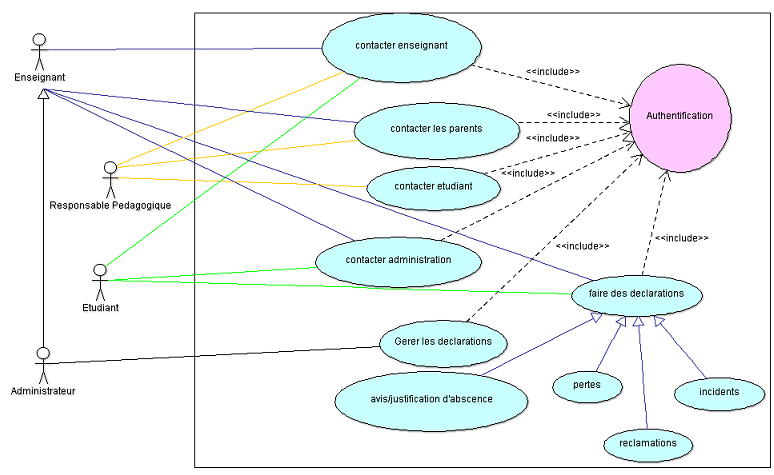 contacter enseignant
<<include>>
Enseignant
Authentification
<<include>>
contacter les parents
<<include>>
<<include>>
contacter etudiant
Responsable Pedagogique
<<include>>
<<include>>
contacter administration
faire des declarations
Etudiant
Gerer les declarations
pertes
incidents
Administrateur
avis/justification d'abscence
reclamations